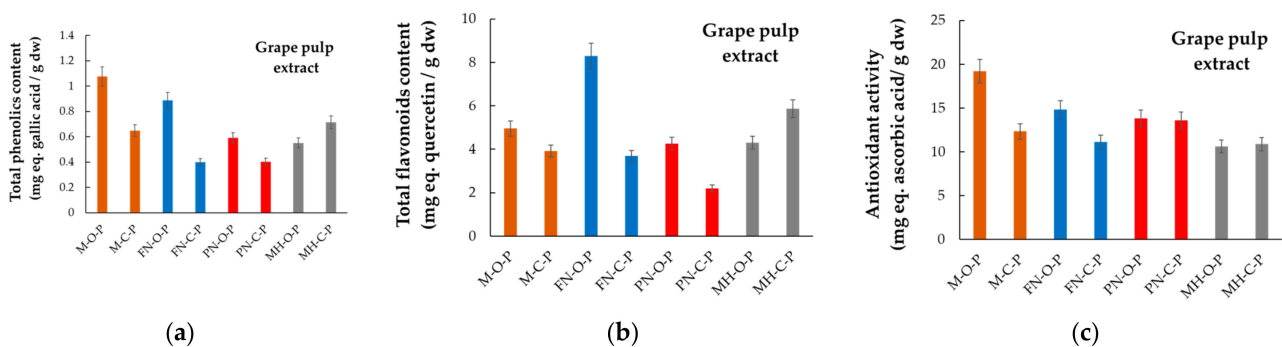 Total phenolics content
(mg eq. gallic acid / g dw)
1.4
1.2
1
0.8
0.6
0.4
0.2
0
Grape pulp
extract
M-O-P
M-C-P
FN-O-P
FN-C-P
PN-O-P
PN-C-P
MH-O-P
MH-C-P
(a)
Total flavonoids content
(mg eq. quercetin / g dw)
10
8
6
4
2
0
Grape pulp
extract
M-O-P
M-C-P
FN-O-P
FN-C-P
PN-O-P
PN-C-P
MH-O-P
MH-C-P
(b)
Antioxidant activity
(mg eq. ascorbic acid/ g dw)
25
20
15
10
5
0
Grape pulp
extract
M-O-P
M-C-P
FN-O-P
FN-C-P
PN-O-P
PN-C-P
MH-O-P
MH-C-P
(c)